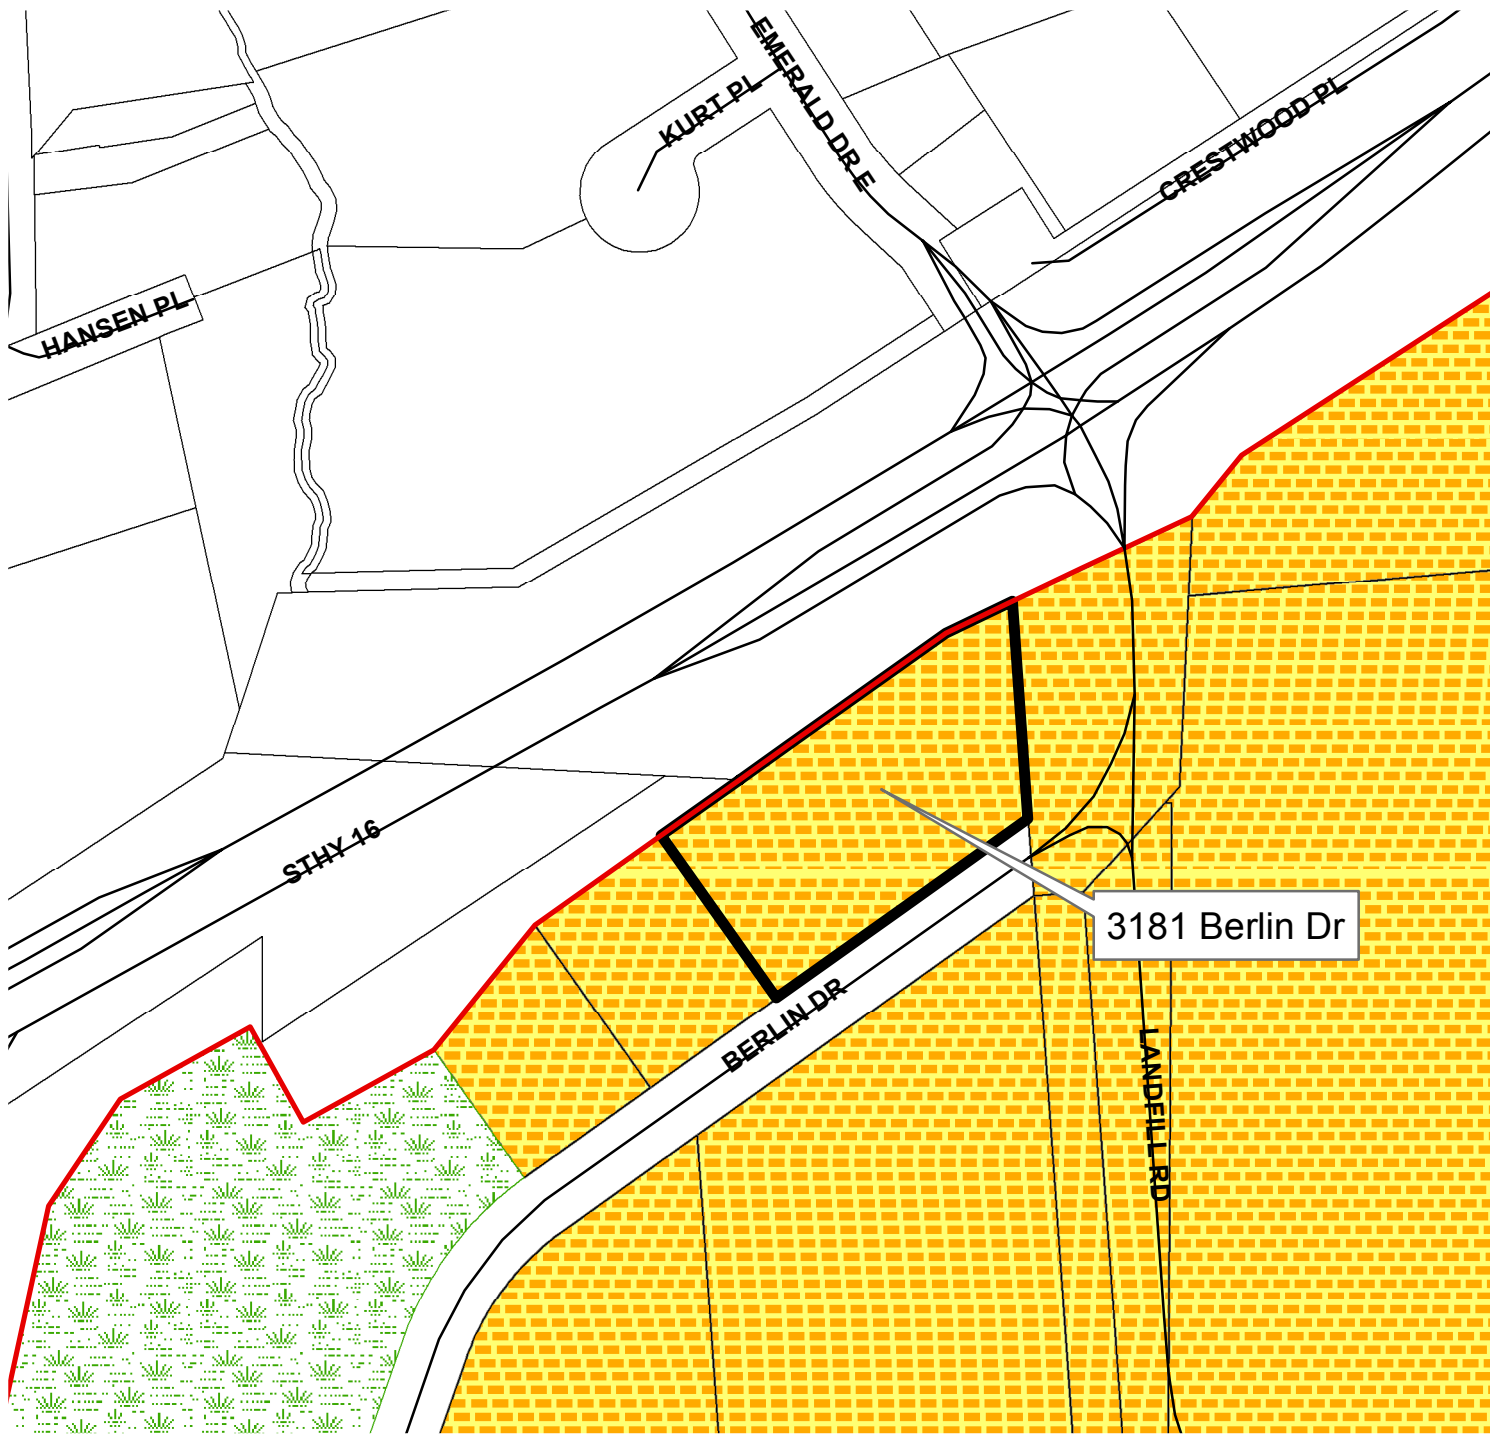 EMERALD DR E
KURT PL
CRESTWOOD PL
HANSEN PL
STHY 16
3181 Berlin Dr
BERLIN DR
LANDFILL RD